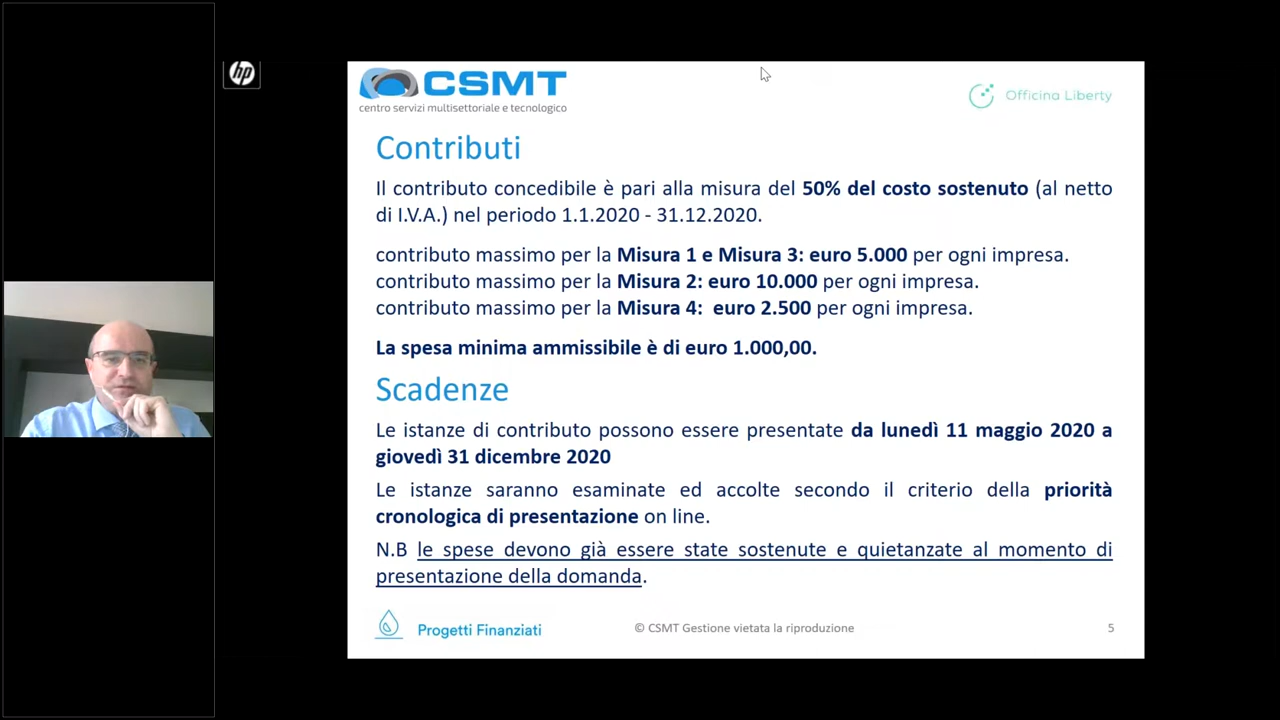 hp
CSMT
centro servizi multisettoriale e tecnologico
Officina Liberty
Contributi
Il contributo concedibile è pari alla misura del 50% del costo sostenuto (al netto
di I.V.A.) nel periodo 1.1.2020 - 31.12.2020.
contributo massimo per la Misura 1 e Misura 3: euro 5.000 per ogni impresa.
contributo massimo per la Misura 2: euro 10.000 per ogni impresa.
contributo massimo per la Misura 4: euro 2.500 per ogni impresa.
La spesa minima ammissibile è di euro 1.000,00.
Scadenze
Le istanze di contributo possono essere presentate da lunedì 11 maggio 2020 a
giovedì 31 dicembre 2020
Le istanze saranno esaminate ed accolte secondo il criterio della priorità
cronologica di presentazione on line.
N.B le spese devono già essere state sostenute e quietanzate al momento di
presentazione della domanda.
Progetti Finanziati
© CSMT Gestione vietata la riproduzione
5